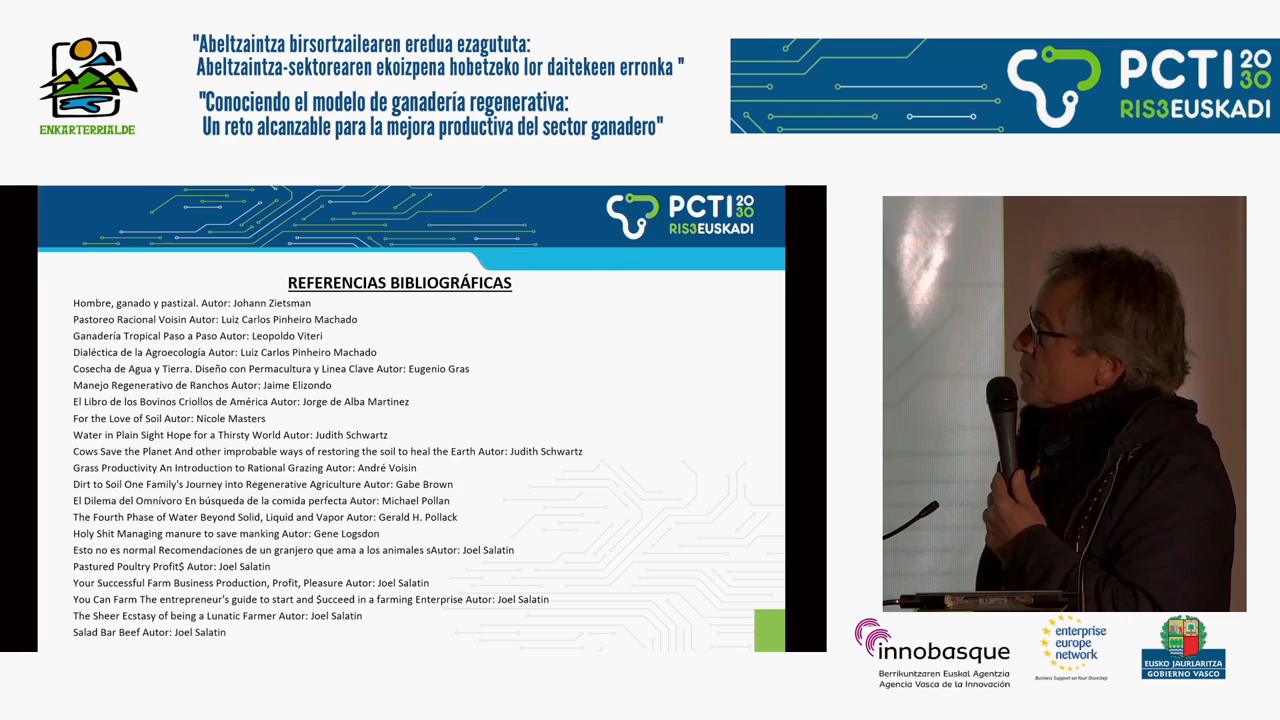 "Abeltzaintza birsortzailearen eredua ezagututa:
Abeltzaintza-sektorearen ekoizpena hobetzeko lor daitekeen erronka "
"Conociendo el modelo de ganadería regenerativa:
Un reto alcanzable para la mejora productiva del sector ganadero"
ENKARTERRIALDE
PCTI 2030
RIS3EUSKADI
PCTI 2030
RIS3EUSKADI
REFERENCIAS BIBLIOGRÁFICAS
Hombre, ganado y pastizal. Autor: Johann Zietsman
Pastoreo Racional Voisin Autor: Luiz Carlos Pinheiro Machado
Ganadería Tropical Paso a Paso Autor: Leopoldo Viteri
Dialéctica de la Agroecología Autor: Luiz Carlos Pinheiro Machado
Cosecha de Agua y Tierra. Diseño con Permacultura y Linea Clave Autor: Eugenio Gras
Manejo Regenerativo de Ranchos Autor: Jaime Elizondo
El Libro de los Bovinos Criollos de América Autor: Jorge de Alba Martinez
For the Love of Soil Autor: Nicole Masters
Water in Plain Sight Hope for a Thirsty World Autor: Judith Schwartz
Cows Save the Planet And other improbable ways of restoring the soil to heal the Earth Autor: Judith Schwartz
Grass Productivity An Introduction to Rational Grazing Autor: André Voisin
Dirt to Soil One Family's Journey into Regenerative Agriculture Autor: Gabe Brown
El Dilema del Omnívoro En búsqueda de la comida perfecta Autor: Michael Pollan
The Fourth Phase of Water Beyond Solid, Liquid and Vapor Autor: Gerald H. Pollack
Holy Shit Managing manure to save manking Autor: Gene Logsdon
Esto no es normal Recomendaciones de un granjero que ama a los animales sAutor: Joel Salatin
Pastured Poultry Profit$ Autor: Joel Salatin
Your Successful Farm Business Production, Profit, Pleasure Autor: Joel Salatin
You Can Farm The entrepreneur's guide to start and $ucceed in a farming Enterprise Autor: Joel Salatin
The Sheer Ecstasy of being a Lunatic Farmer Autor: Joel Salatin
Salad Bar Beef Autor: Joel Salatin
innobasque
Berrikuntzaren Euskal Agentzia
Agencia Vasca de la Innovación
enterprise
europe
network
Business Support on Your Doorstep
EUSKO JAURLARITZA
GOBIERNO VASCO